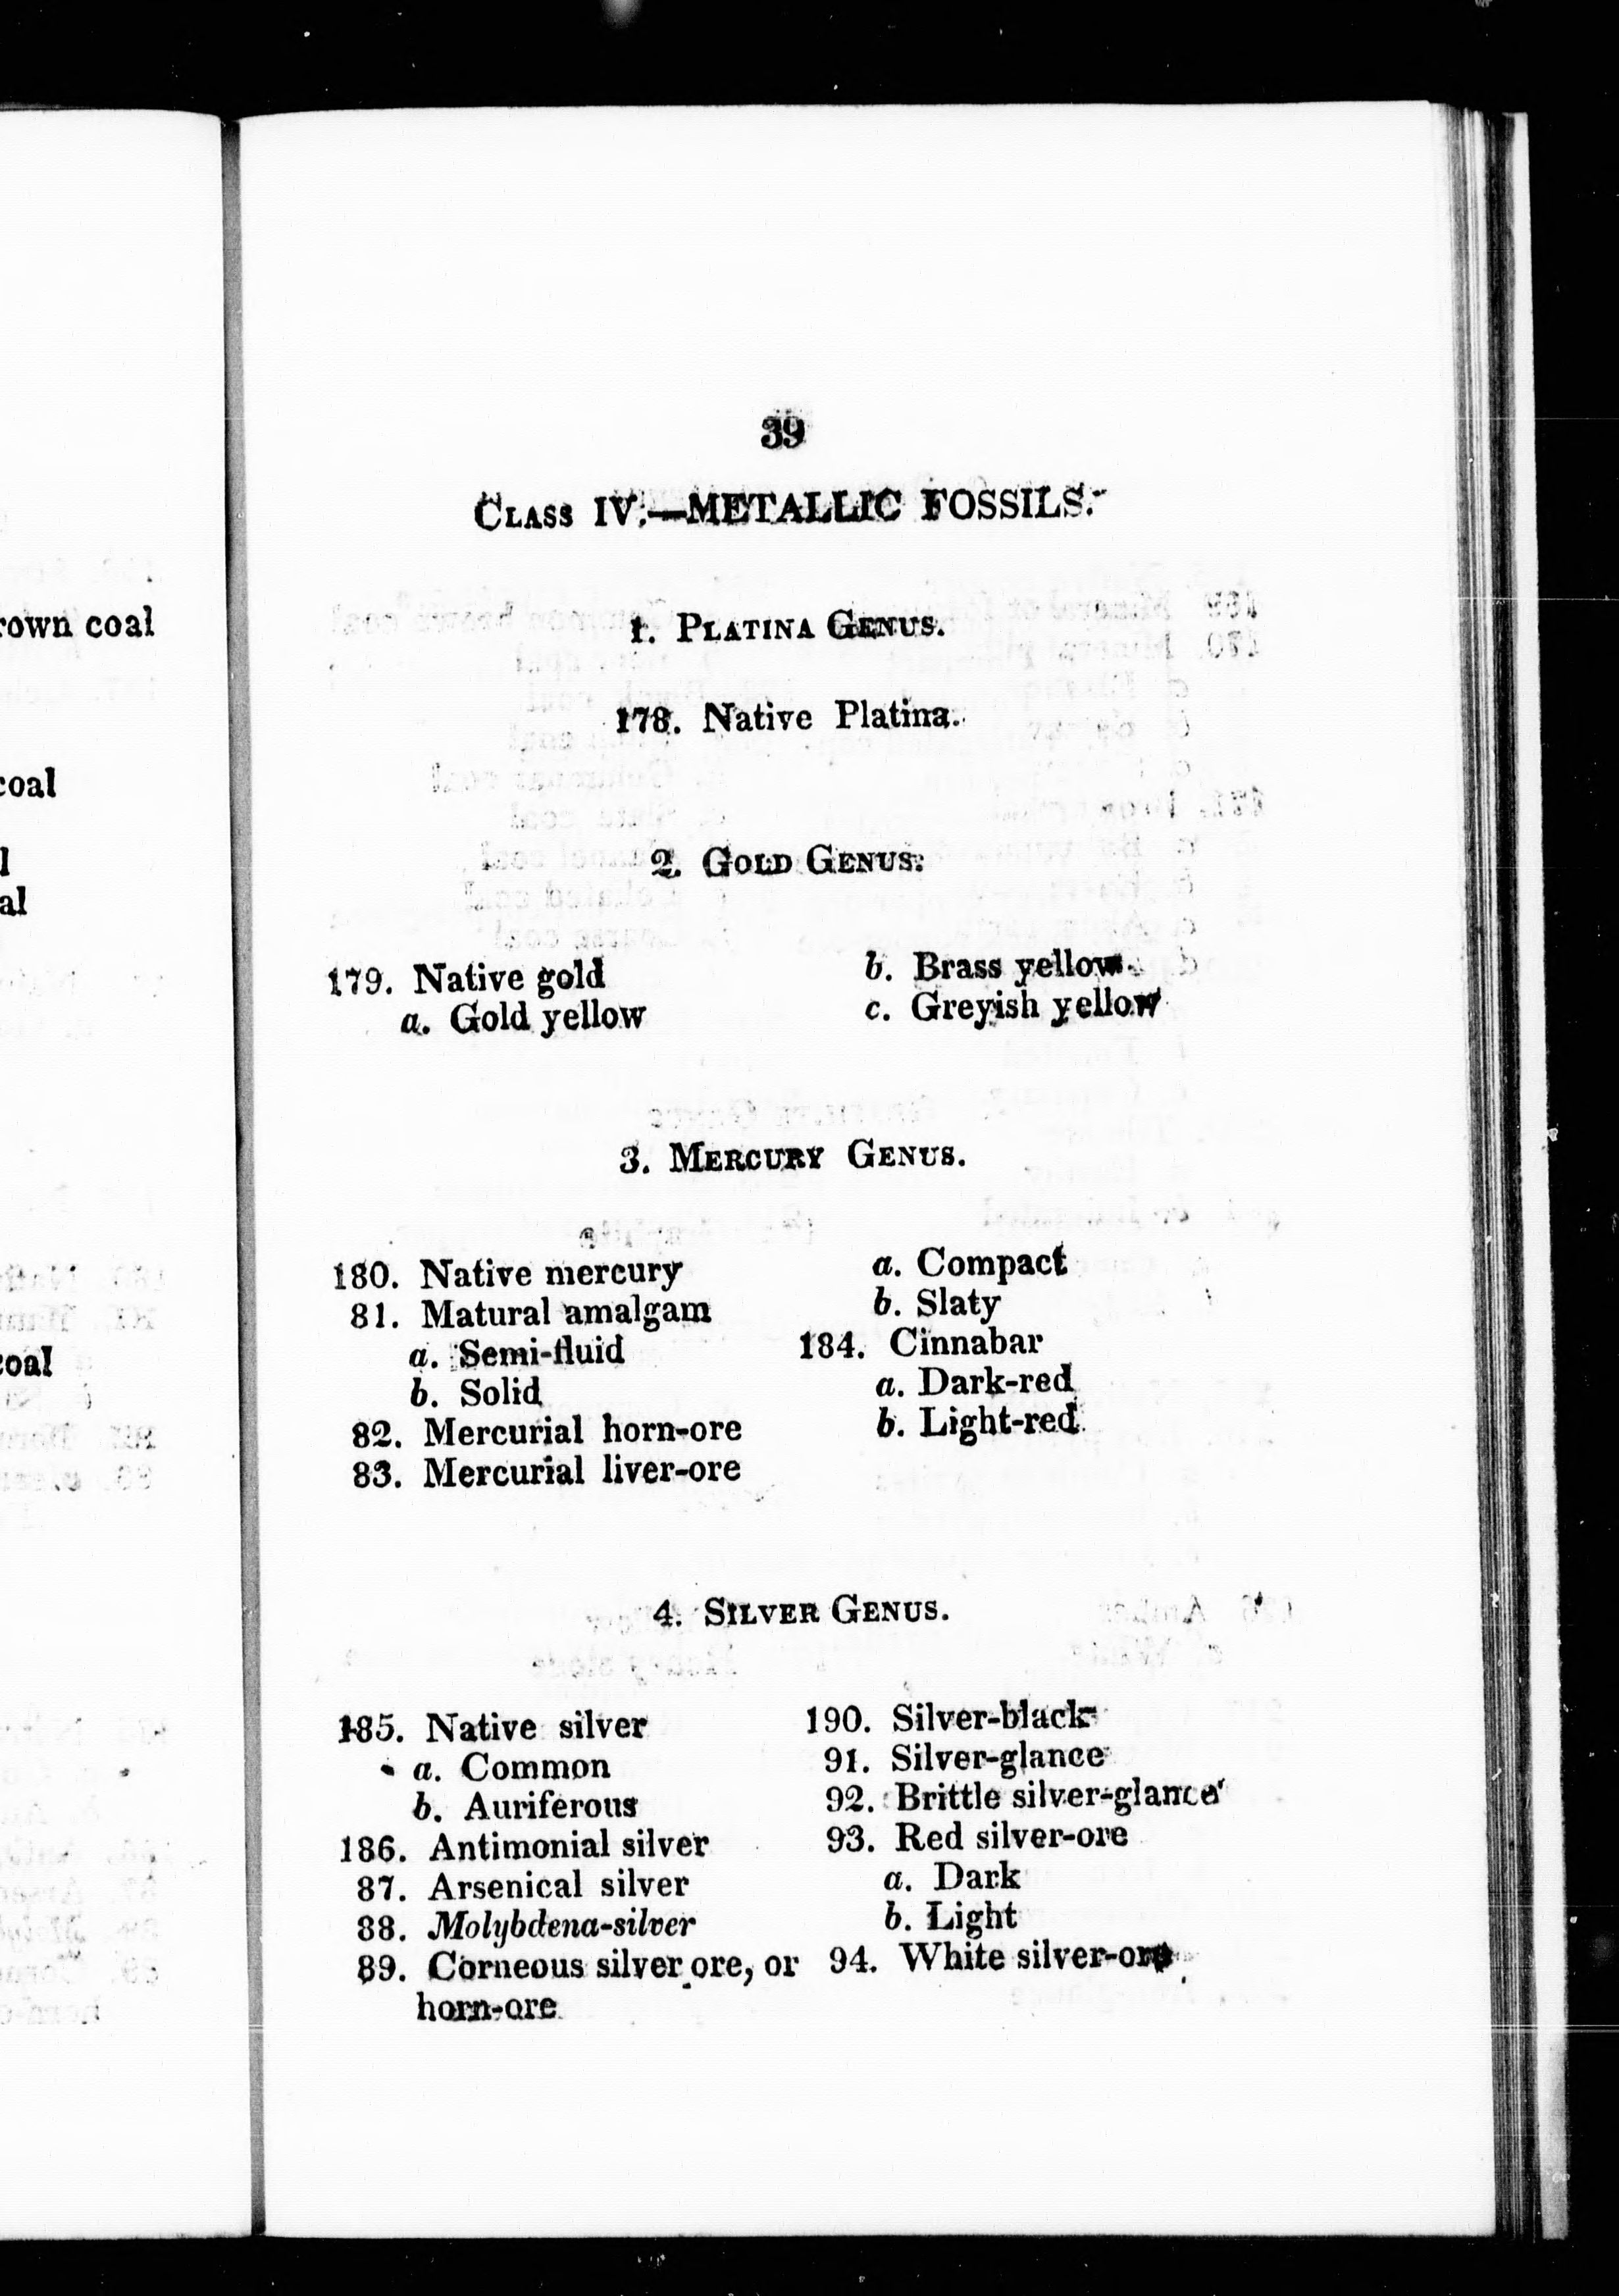 rown coal
coal
l
al
coal
39
CLASS IV.—METALLIC FOSSILS.
1. PLATINA GENUS.
178. Native Platina.
2. GOLD GENUS.
179. Native gold
a. Gold yellow
b. Brass yellow
c. Greyish yellow
3. MERCURY GENUS.
180. Native mercury
81. Matural amalgam
a. Semi-fluid
b. Solid
82. Mercurial horn-ore
83. Mercurial liver-ore
a. Compact
b. Slaty
184. Cinnabar
a. Dark-red
b. Light-red
4. SILVER GENUS.
185. Native silver
a. Common
b. Auriferous
186. Antimonial silver
87. Arsenical silver
88. Molybdena-silver
89. Corneous silver ore, or
horn-ore
190. Silver-black
91. Silver-glance
92. Brittle silver-glance
93. Red silver-ore
a. Dark
b. Light
94. White silver-ore